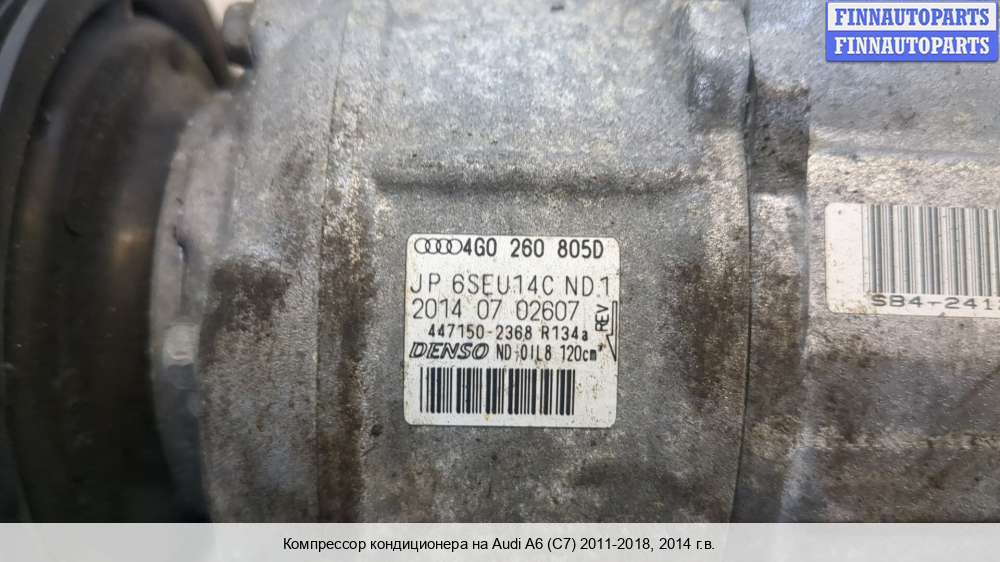 FINNAUTOPARTS
FINNAUTOPARTS
4G0 260 805D
JP 6SEU14C ND1
2014 07 02607
REV
447150-2368 R134a
DENSO ND-OIL8 120cm³
SB4-241
Компрессор кондиционера на Audi A6 (C7) 2011-2018, 2014 г.в.